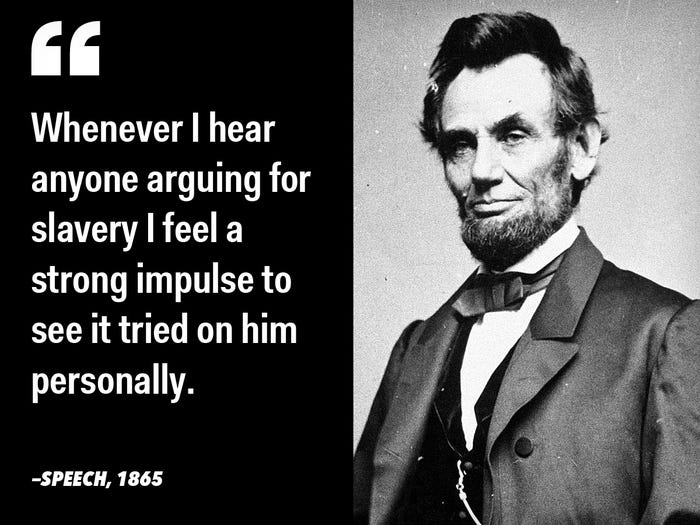 “
Whenever I hear
anyone arguing for
slavery I feel a
strong impulse to
see it tried on him
personally.
–SPEECH, 1865